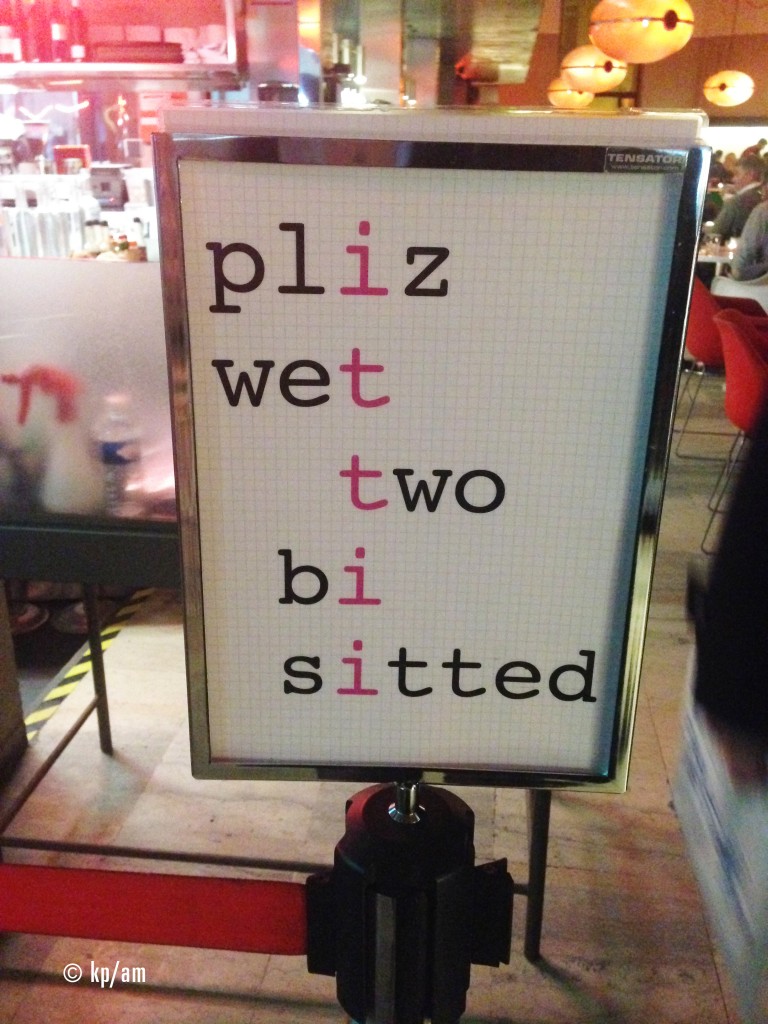 TENSATOR
pliz
wet
two
bi
sitted
© kp/am